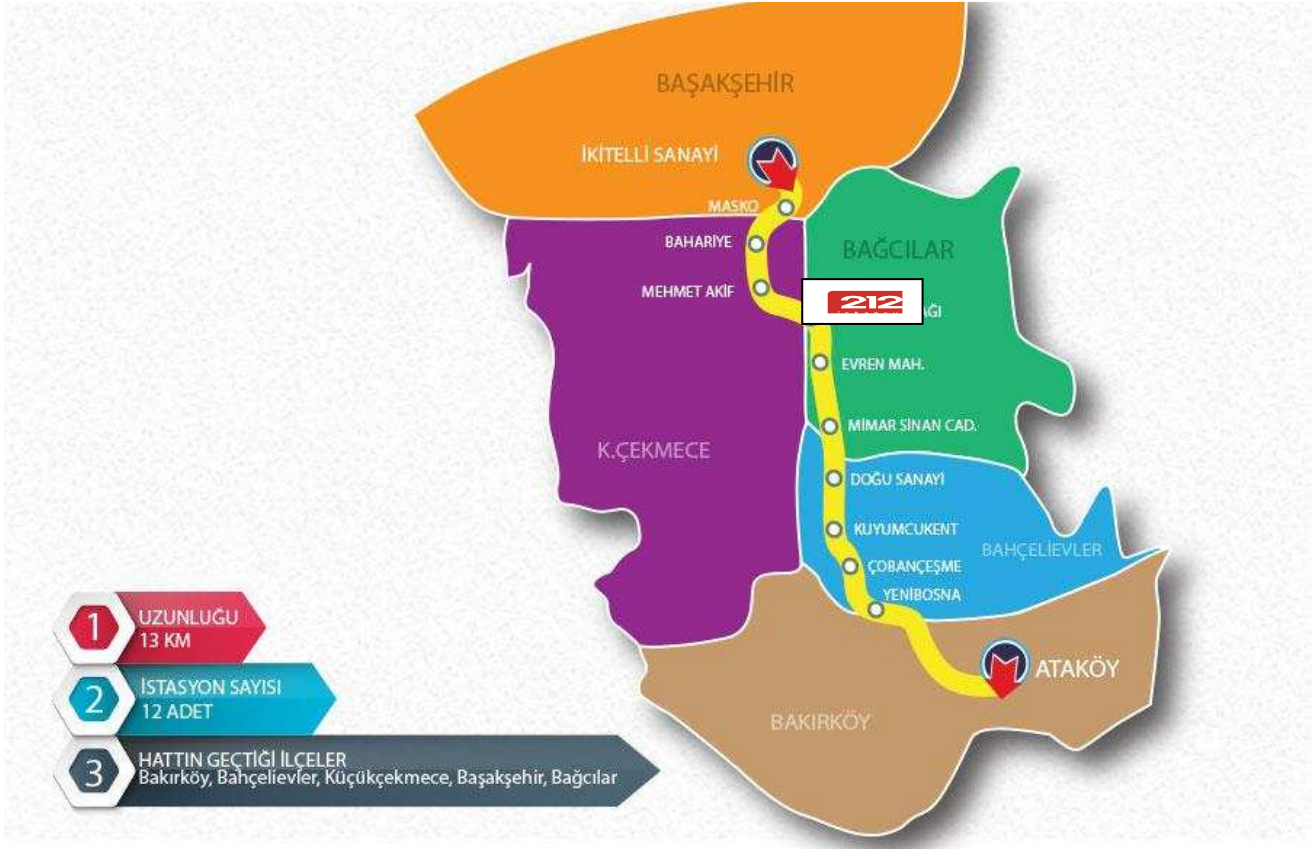 BAŞAKŞEHİR
İKİTELLİ SANAYİ
MASKO
BAHARİYE
BAĞCILAR
MEHMET AKİF
212
AĞI
EVREN MAH.
MİMAR SİNAN CAD.
K.ÇEKMECE
DOĞU SANAYİ
KUYUMCUKENT
BAHÇELİEVLER
ÇOBANÇEŞME
YENİBOSNA
ATAKÖY
BAKIRKÖY
1
UZUNLUĞU
13 KM
2
İSTASYON SAYISI
12 ADET
3
HATTIN GEÇTİĞİ İLÇELER
Bakırköy, Bahçelievler, Küçükçekmece, Başakşehir, Bağcılar